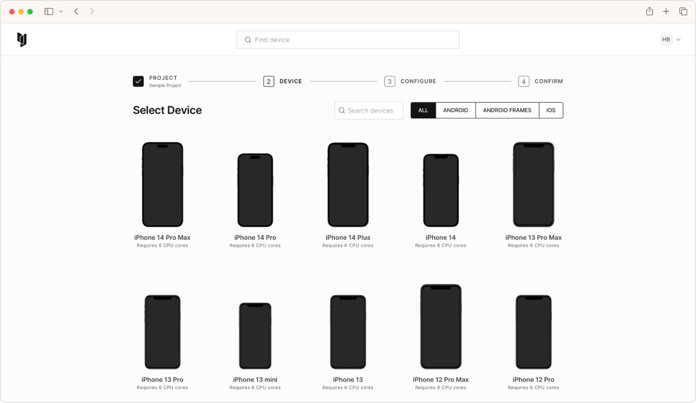 Find device
HB
PROJECT
Sample Project
2
DEVICE
3
CONFIGURE
4
CONFIRM
Select Device
Search devices
ALL
ANDROID
ANDROID FRAMES
IOS
iPhone 14 Pro Max
Requires 6 CPU cores
iPhone 14 Pro
Requires 6 CPU cores
iPhone 14 Plus
Requires 6 CPU cores
iPhone 14
Requires 6 CPU cores
iPhone 13 Pro Max
Requires 6 CPU cores
iPhone 13 Pro
Requires 6 CPU cores
iPhone 13 mini
Requires 6 CPU cores
iPhone 13
Requires 6 CPU cores
iPhone 12 Pro Max
Requires 6 CPU cores
iPhone 12 Pro
Requires 6 CPU cores